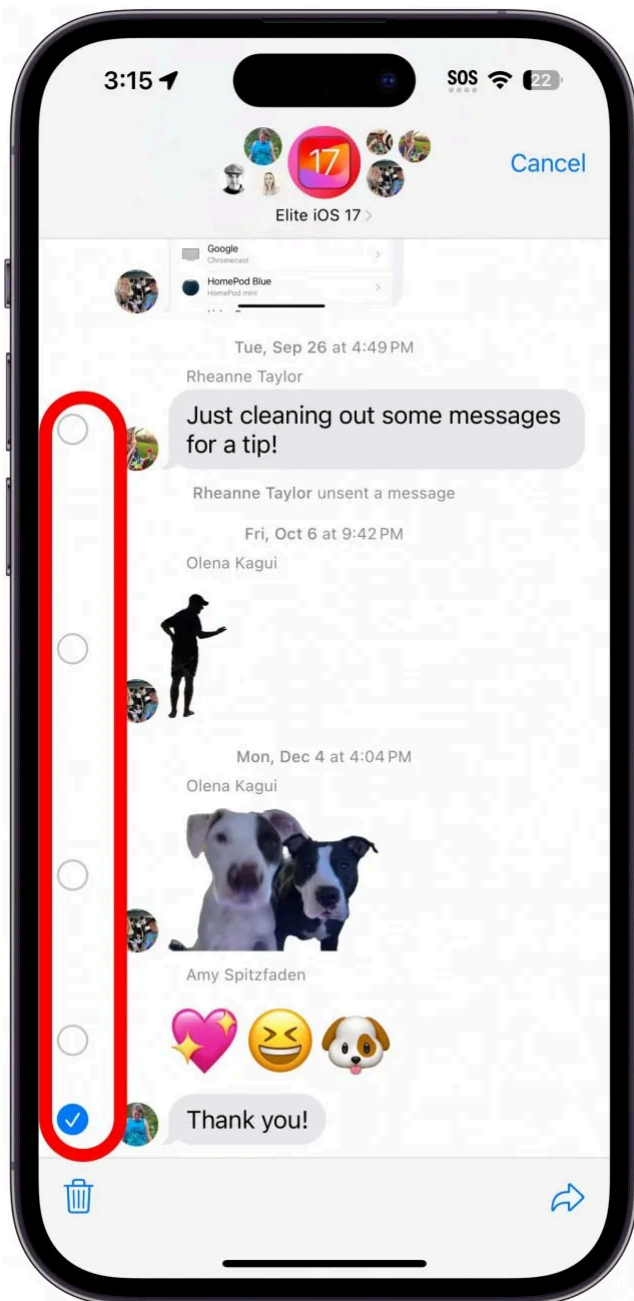 3:15
SOS
22
17
Cancel
Elite iOS 17
Google
Chromecast
HomePod Blue
HomePod mini
Tue, Sep 26 at 4:49 PM
Rheanne Taylor
Just cleaning out some messages
for a tip!
Rheanne Taylor unsent a message
Fri, Oct 6 at 9:42 PM
Olena Kagui
Mon, Dec 4 at 4:04 PM
Olena Kagui
Amy Spitzfaden
Thank you!